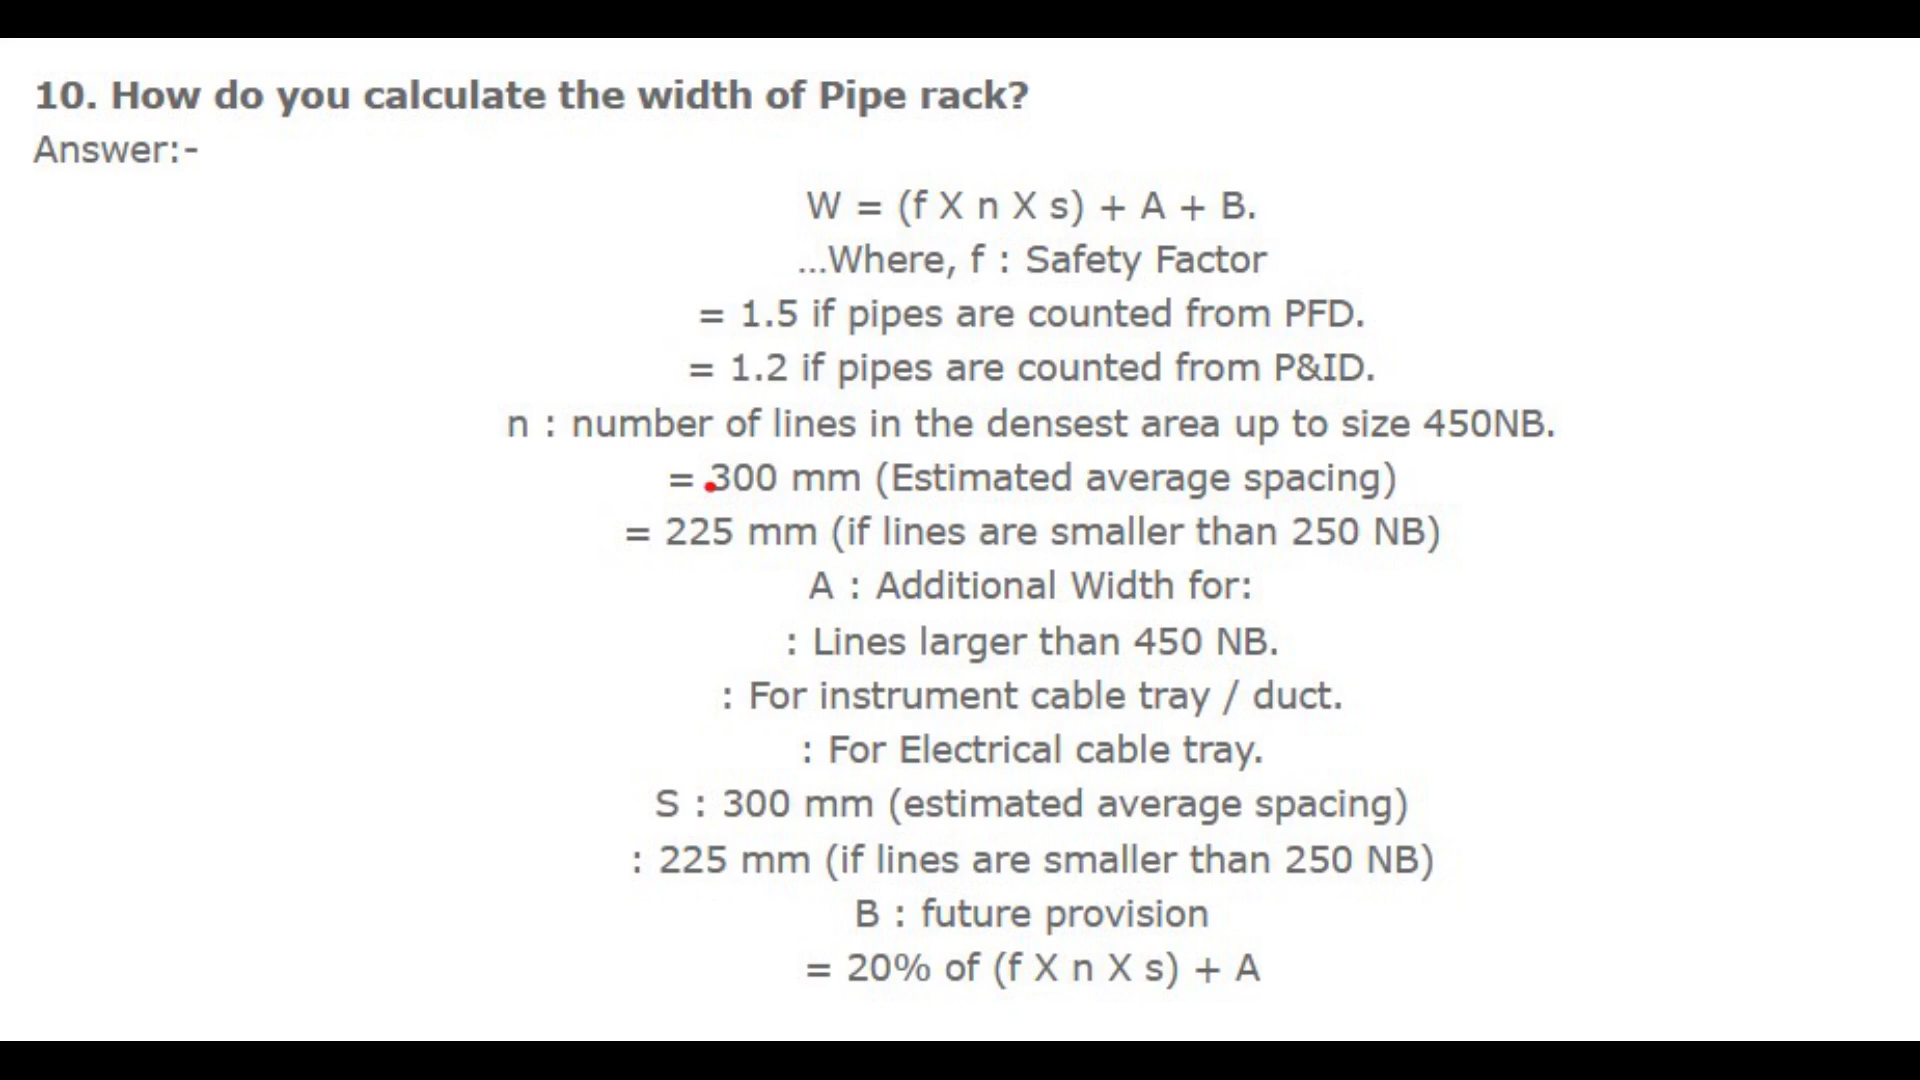 10. How do you calculate the width of Pipe rack?
Answer:-
W = (f X n X s) + A + B.
...Where, f : Safety Factor
= 1.5 if pipes are counted from PFD.
= 1.2 if pipes are counted from P&ID.
n : number of lines in the densest area up to size 450NB.
= 300 mm (Estimated average spacing)
= 225 mm (if lines are smaller than 250 NB)
A : Additional Width for:
: Lines larger than 450 NB.
: For instrument cable tray / duct.
: For Electrical cable tray.
S : 300 mm (estimated average spacing)
: 225 mm (if lines are smaller than 250 NB)
B : future provision
= 20% of (f X n X s) + A